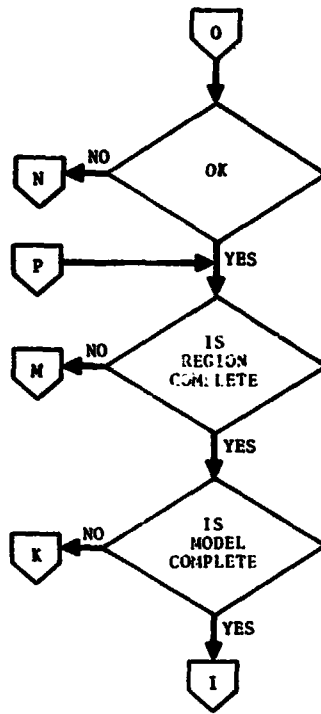 O
OK
NO
N
YES
P
IS
REGION
COMPLETE
NO
M
YES
IS
MODEL
COMPLETE
NO
K
YES
I